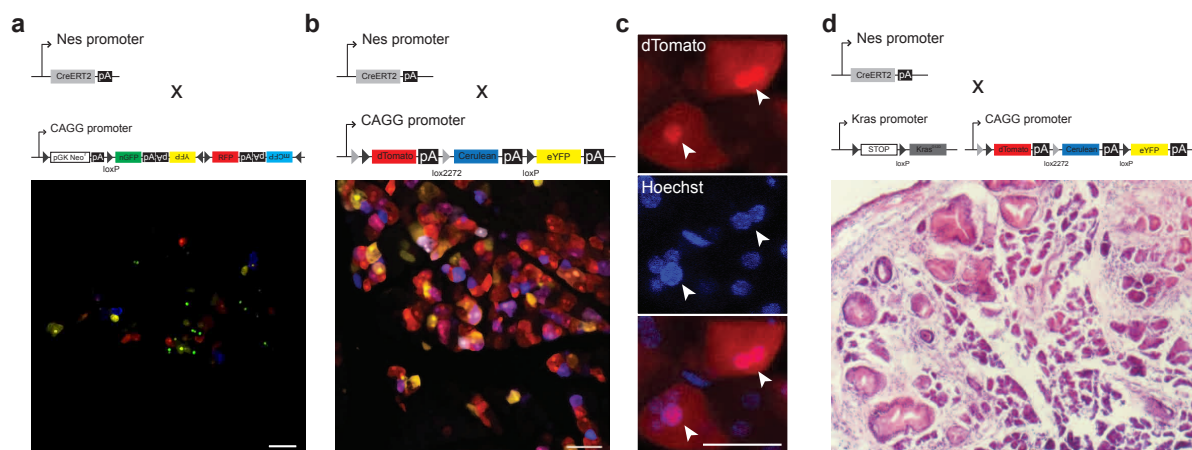 a
Nes promoter
CreERT2 pA
X
CAGG promoter
pGK Neo pA nGFP pA pA YFP RFP pA pA mCFP
loxP
b
Nes promoter
CreERT2 pA
X
CAGG promoter
dTomato pA Cerulean pA eYFP pA
lox2272 loxP
c
dTomato
Hoechst
d
Nes promoter
CreERT2 pA
X
Kras promoter CAGG promoter
STOP Kras dTomato pA Cerulean pA eYFP pA
loxP lox2272 loxP